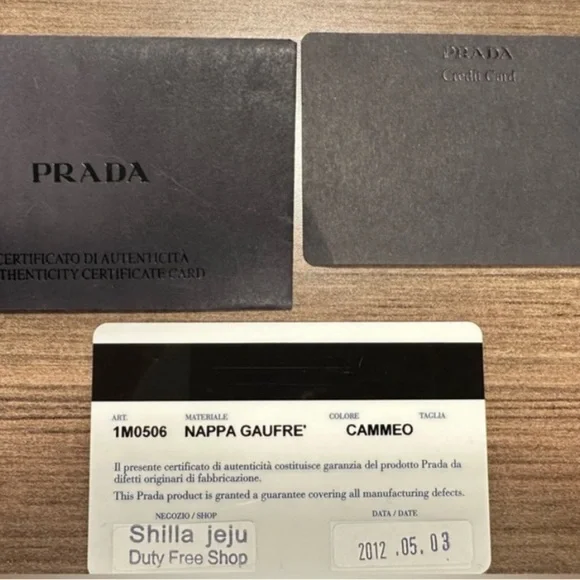 PRADA
CERTIFICATO DI AUTENTICITÀ
THENTICITY CERTIFICATE CARD
PRADA
Credit Card
ART. MATERIALE COLORE TAGLIA
1M0506 NAPPA GAUFRE' CAMMEO
Il presente certificato di autenticità costituisce garanzia del prodotto Prada da
difetti originari di fabbricazione.
This Prada product is granted a guarantee covering all manufacturing defects.
NEGOZIO / SHOP DATA / DATE
Shilla jeju
Duty Free Shop
2012 .05. 03